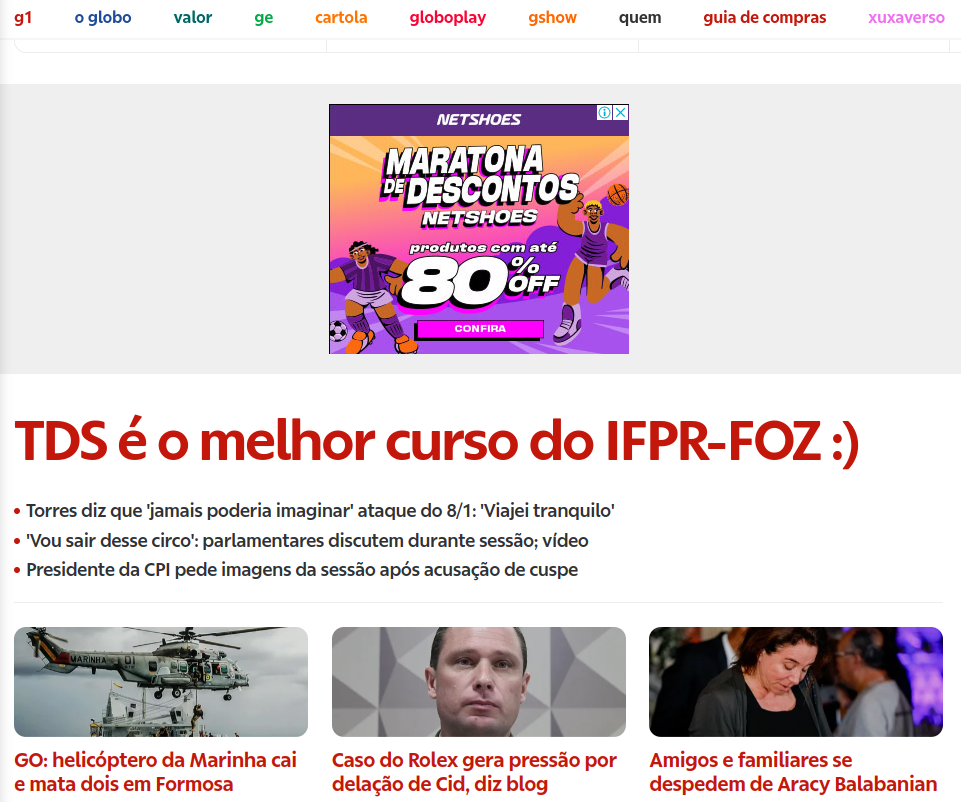 g1 o globo valor ge cartola globoplay gshow quem guia de compras xuxaverso
NETSHOES
MARATONA
DE DESCONTOS
NETSHOES
produtos com até
80% OFF
CONFIRA
TDS é o melhor curso do IFPR-FOZ :)
• Torres diz que 'jamais poderia imaginar' ataque do 8/1: 'Viajei tranquilo'
• 'Vou sair desse circo': parlamentares discutem durante sessão; vídeo
• Presidente da CPI pede imagens da sessão após acusação de cuspe
MARINHA 01
GO: helicóptero da Marinha cai
e mata dois em Formosa
Caso do Rolex gera pressão por
delação de Cid, diz blog
Amigos e familiares se
despedem de Aracy Balabanian